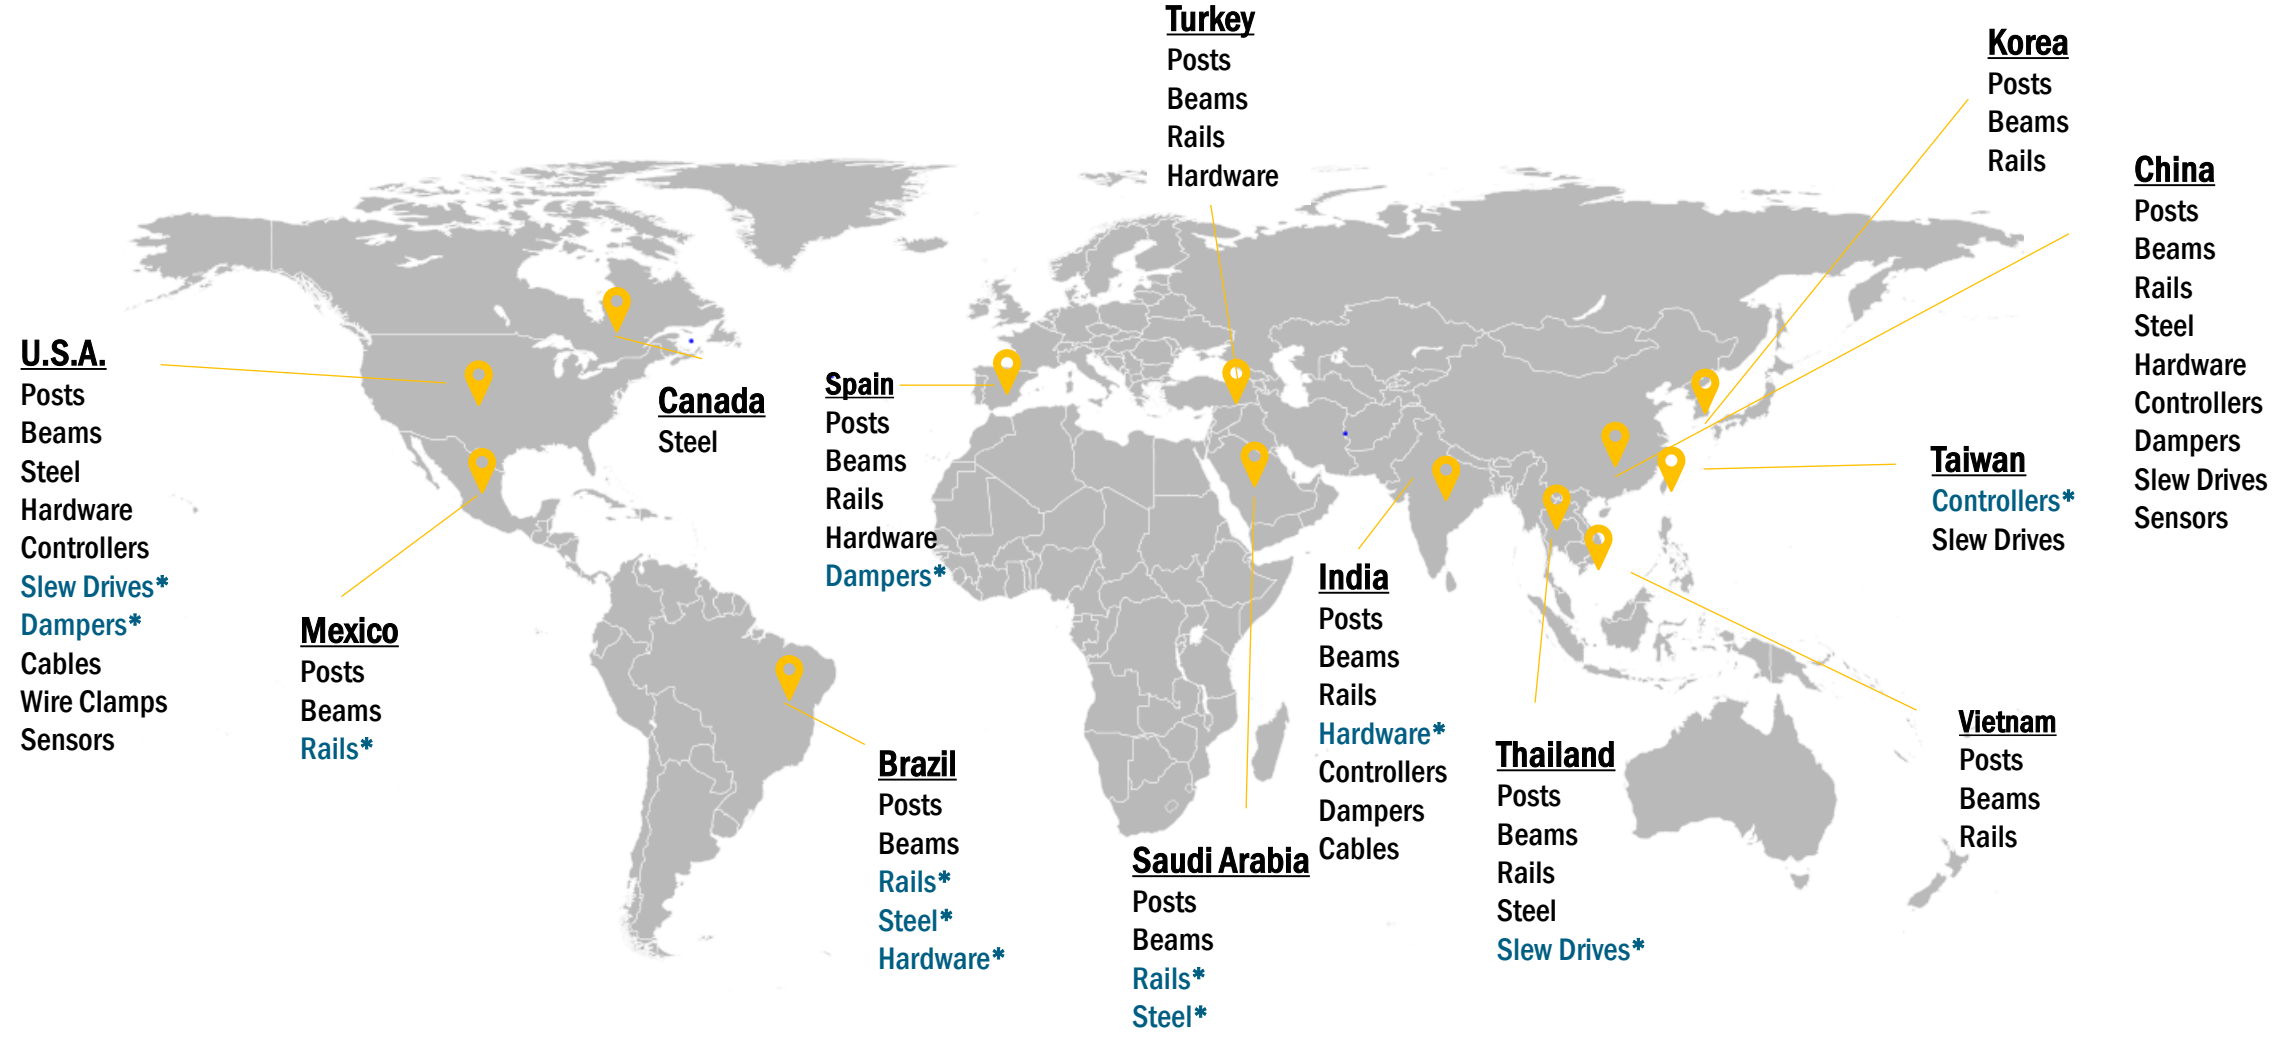 Turkey
Posts
Beams
Rails
Hardware
Korea
Posts
Beams
Rails
China
Posts
Beams
Rails
Steel
Hardware
Controllers
Dampers
Slew Drives
Sensors
U.S.A.
Posts
Beams
Steel
Hardware
Controllers
Slew Drives*
Dampers*
Cables
Wire Clamps
Sensors
Canada
Steel
Spain
Posts
Beams
Rails
Hardware
Dampers*
Taiwan
Controllers*
Slew Drives
Mexico
Posts
Beams
Rails*
India
Posts
Beams
Rails
Hardware*
Controllers
Dampers
Cables
Brazil
Posts
Beams
Rails*
Steel*
Hardware*
Saudi Arabia
Posts
Beams
Rails*
Steel*
Thailand
Posts
Beams
Rails
Steel
Slew Drives*
Vietnam
Posts
Beams
Rails